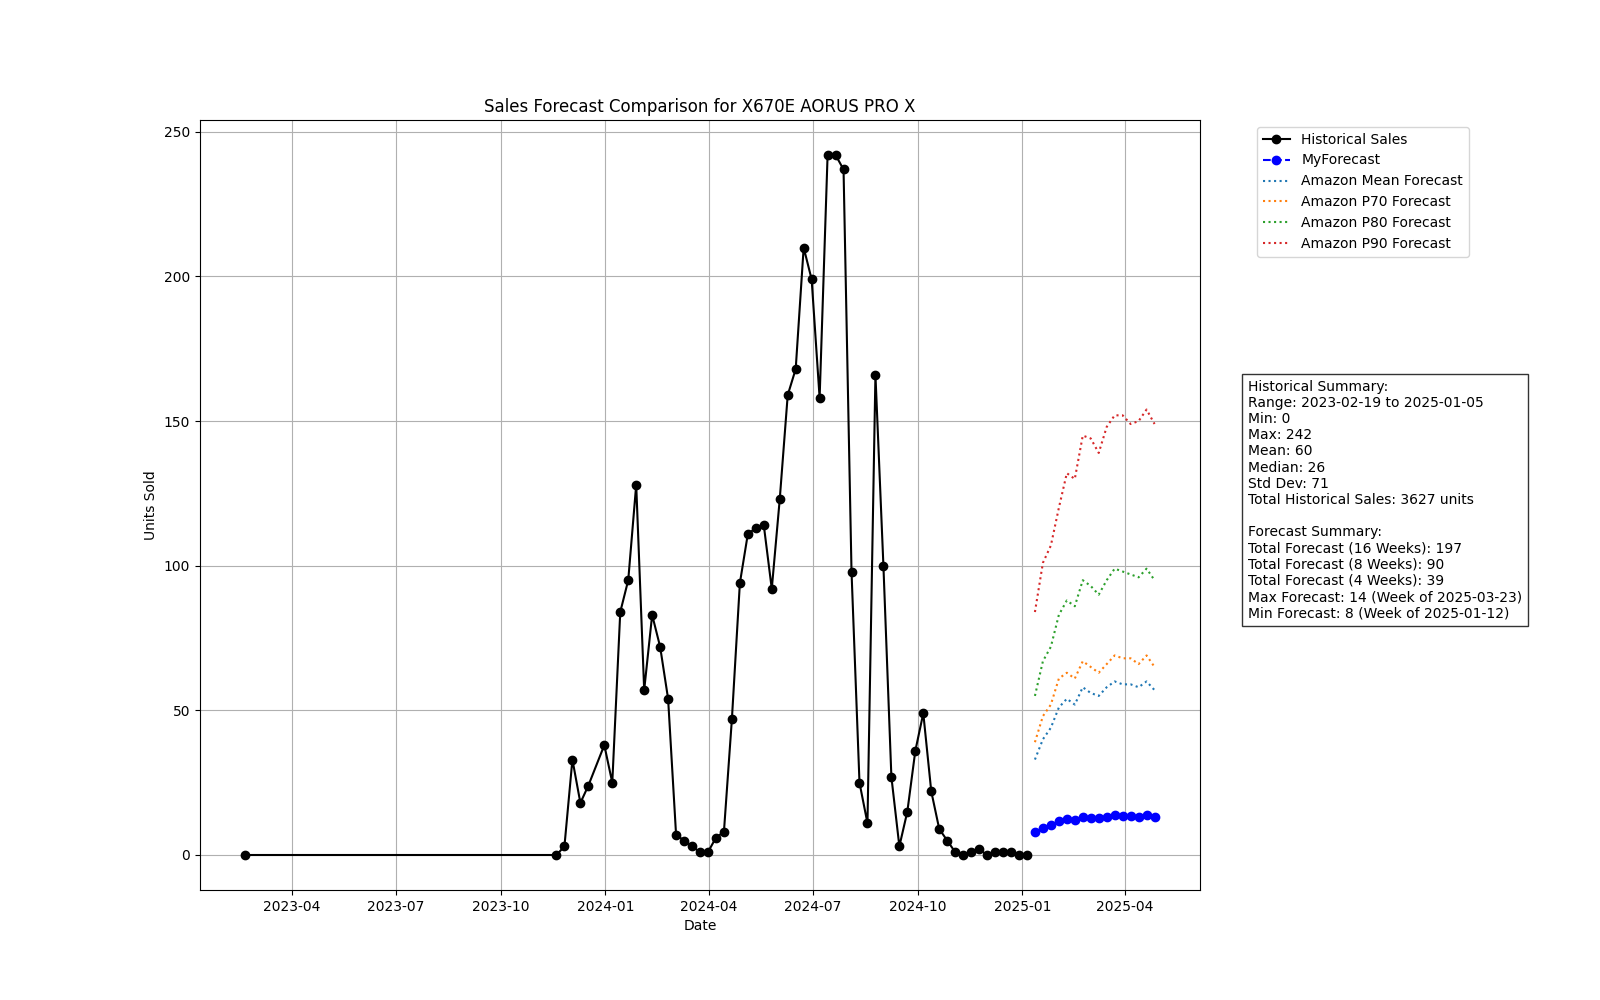 Sales Forecast Comparison for X670E AORUS PRO X
250
200
150
100
50
0
Units Sold
2023-04
2023-07
2023-10
2024-01
2024-04
2024-07
2024-10
2025-01
2025-04
Date
Historical Sales
MyForecast
Amazon Mean Forecast
Amazon P70 Forecast
Amazon P80 Forecast
Amazon P90 Forecast
Historical Summary:
Range: 2023-02-19 to 2025-01-05
Min: 0
Max: 242
Mean: 60
Median: 26
Std Dev: 71
Total Historical Sales: 3627 units
Forecast Summary:
Total Forecast (16 Weeks): 197
Total Forecast (8 Weeks): 90
Total Forecast (4 Weeks): 39
Max Forecast: 14 (Week of 2025-03-23)
Min Forecast: 8 (Week of 2025-01-12)